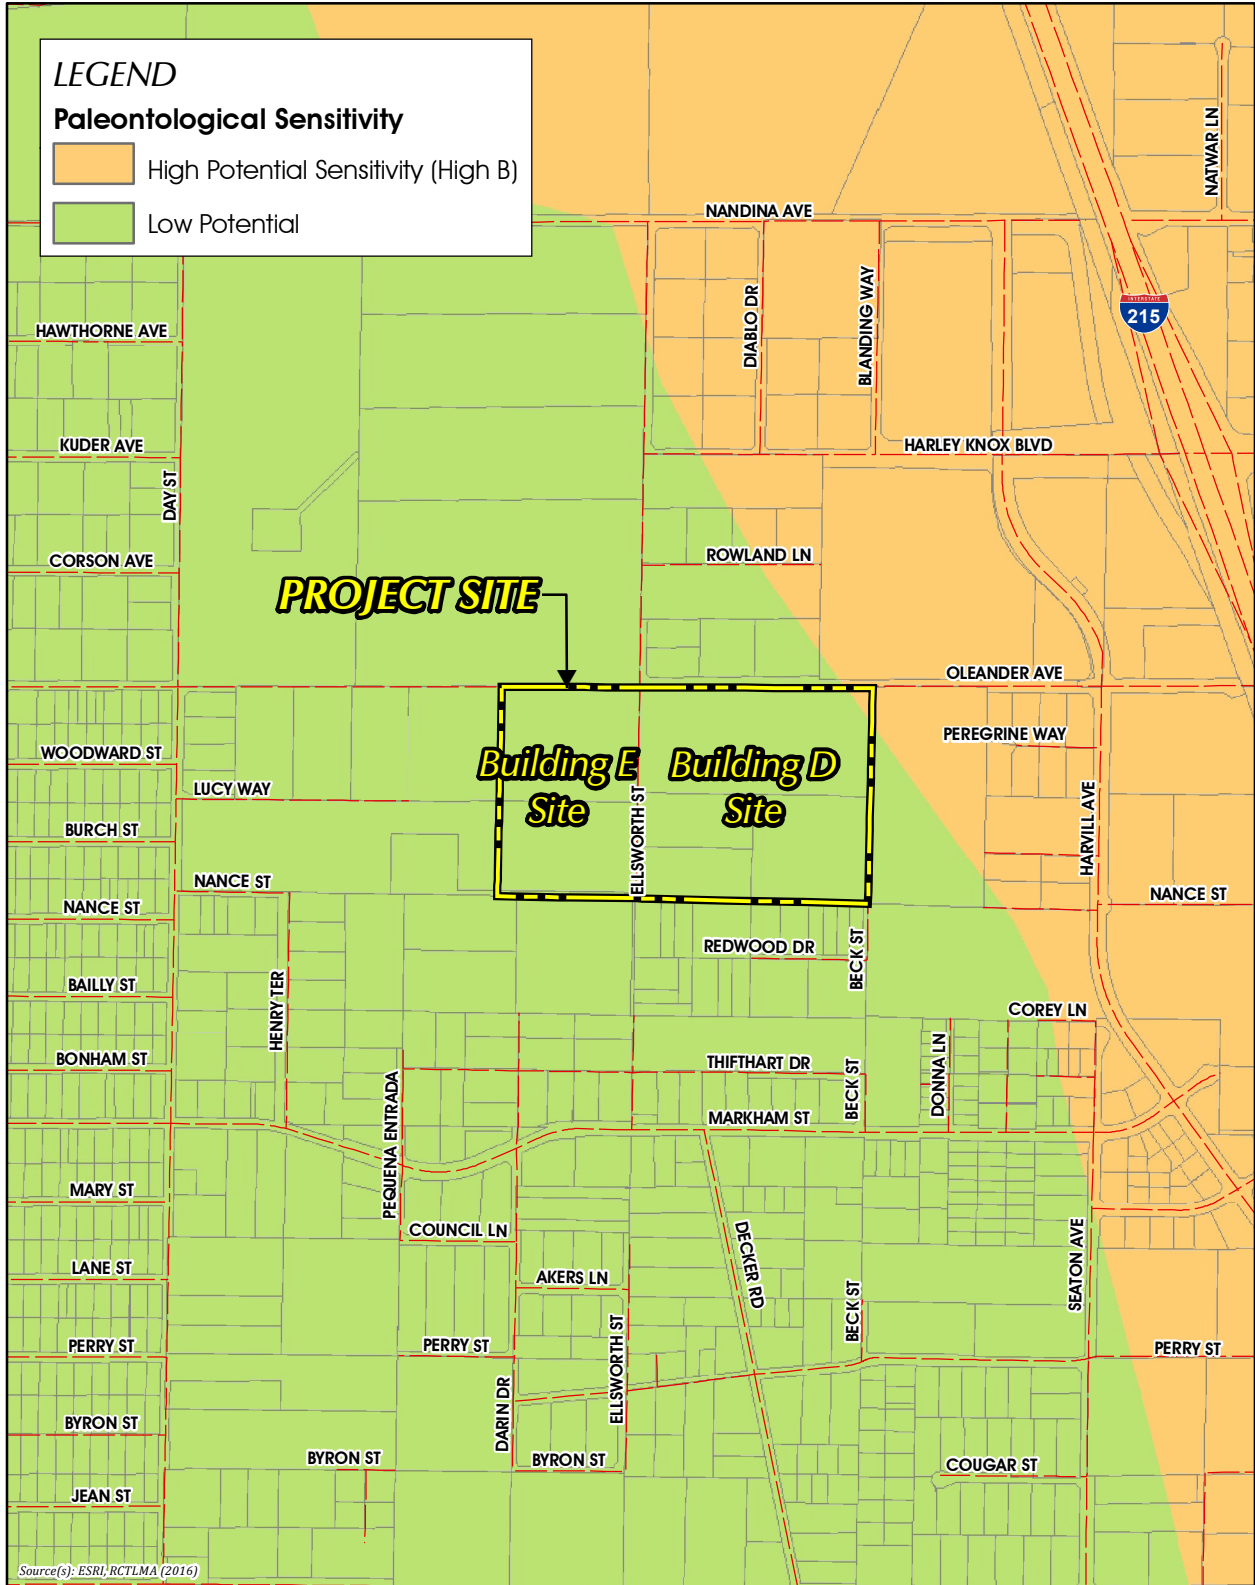 LEGEND
Paleontological Sensitivity
High Potential Sensitivity (High B)
Low Potential
NATWAR LN
NANDINA AVE
DIABLO DR
BLANDING WAY
INTERSTATE
215
HAWTHORNE AVE
KUDER AVE
HARLEY KNOX BLVD
DAY ST
CORSON AVE
ROWLAND LN
PROJECT SITE
OLEANDER AVE
WOODWARD ST
PEREGRINE WAY
Building E
Site
Building D
Site
LUCY WAY
ELLSWORTH ST
HARVILL AVE
BURCH ST
NANCE ST
NANCE ST
NANCE ST
REDWOOD DR
BECK ST
BAILLY ST
HENRY TER
COREY LN
BONHAM ST
THIFTHART DR
BECK ST
DONNA LN
PEQUENA ENTRADA
MARKHAM ST
MARY ST
COUNCIL LN
DECKER RD
SEATON AVE
LANE ST
AKERS LN
BECK ST
PERRY ST
PERRY ST
ELLSWORTH ST
PERRY ST
DARIN DR
BYRON ST
BYRON ST
BYRON ST
COUGAR ST
JEAN ST
Source(s): ESRI, RCTLMA (2016)